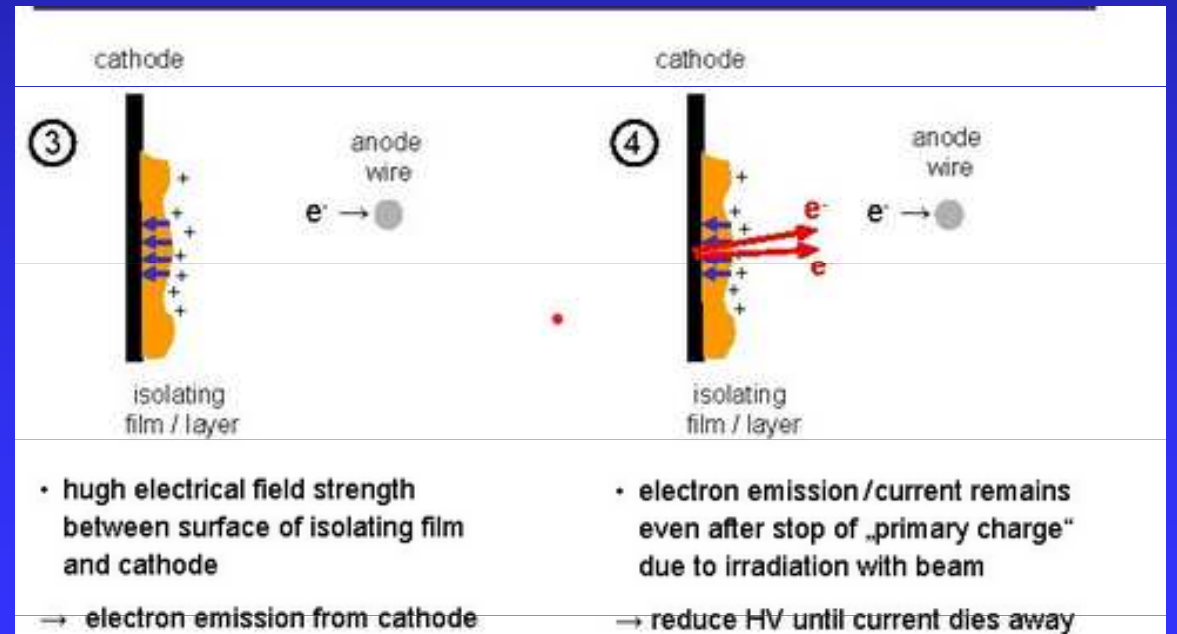 cathode
3
anode
wire
e⁻ →
+
+
+
+
+
+
+
isolating
film / layer
• hugh electrical field strength
between surface of isolating film
and cathode
→ electron emission from cathode
cathode
4
anode
wire
e⁻
e⁻ →
e
+
+
+
+
+
+
+
isolating
film / layer
• electron emission/current remains
even after stop of „primary charge“
due to irradiation with beam
→ reduce HV until current dies away